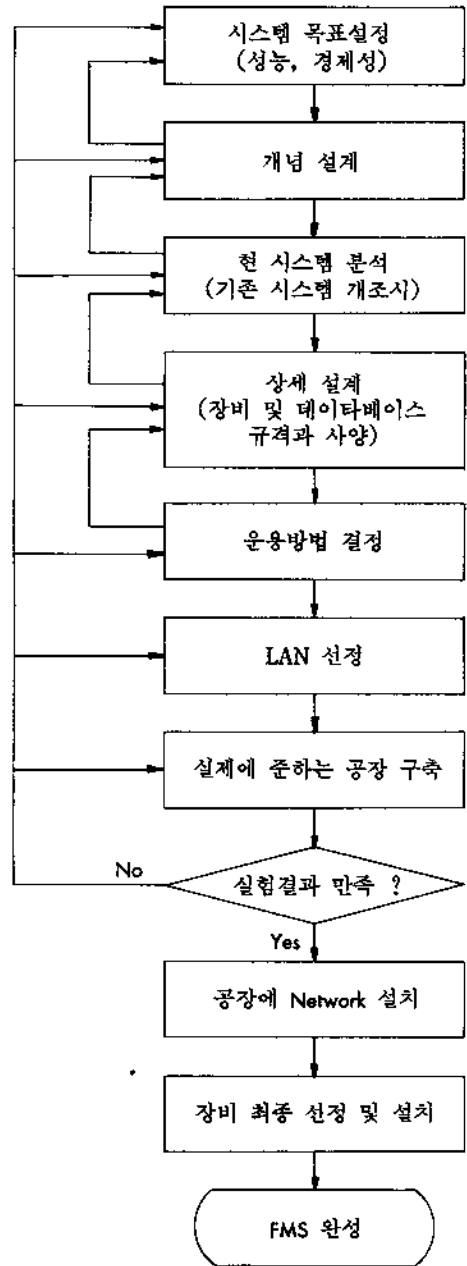 시스템 목표설정
(성능, 경제성)
개념 설계
현 시스템 분석
(기존 시스템 개조시)
상세 설계
(장비 및 데이타베이스
규격과 사양)
운용방법 결정
LAN 선정
실제에 준하는 공장 구축
No
실험결과 만족 ?
Yes
공장에 Network 설치
장비 최종 선정 및 설치
FMS 완성